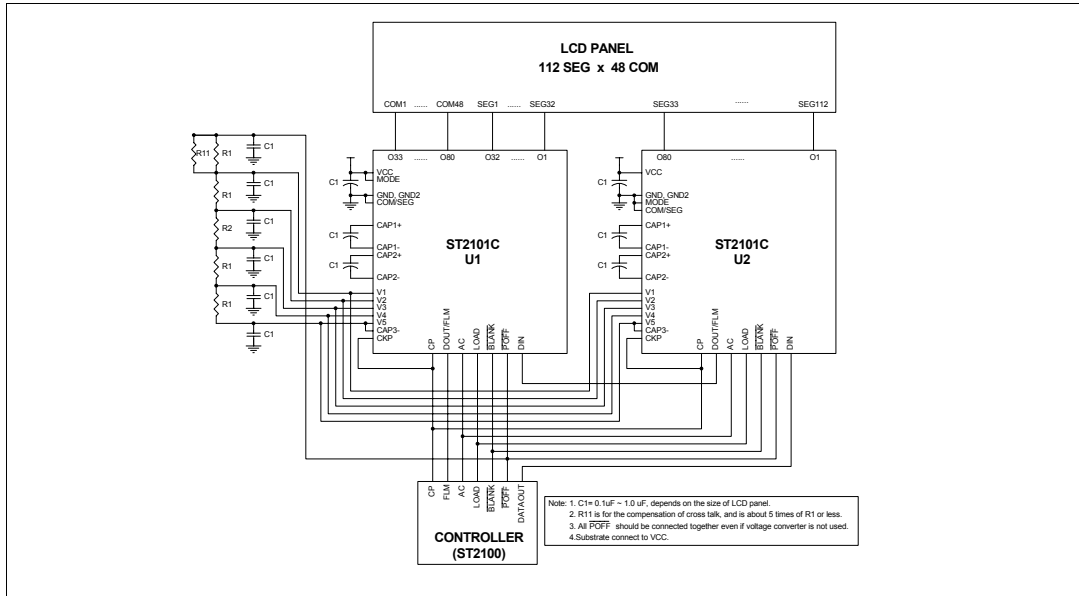 LCD PANEL
112 SEG x 48 COM
COM1 ...... COM48 SEG1 ...... SEG32 SEG33 ...... SEG112
O33 ...... O80 O32 ...... O1
O80 ...... O1
R11 R1 C1
C1
R1
C1
R2
C1
R1
C1
R1
C1
C1
VCC
MODE
GND, GND2
COM/SEG
C1
CAP1+
CAP1-
C1
CAP2+
CAP2-
V1
V2
V3
V4
V5
CAP3-
CKP
ST2101C
U1
CP DOUT/FLM AC LOAD BLANK POFF DIN
C1
VCC
GND, GND2
MODE
COM/SEG
C1
CAP1+
CAP1-
C1
CAP2+
CAP2-
V1
V2
V3
V4
V5
CAP3-
CKP
ST2101C
U2
CP DOUT/FLM AC LOAD BLANK POFF DIN
CP FLM AC LOAD BLANK POFF DATAOUT
CONTROLLER
(ST2100)
Note: 1. C1= 0.1uF ~ 1.0 uF, depends on the size of LCD panel.
2. R11 is for the compensation of cross talk, and is about 5 times of R1 or less.
3. All POFF should be connected together even if voltage converter is not used.
4.Substrate connect to VCC.